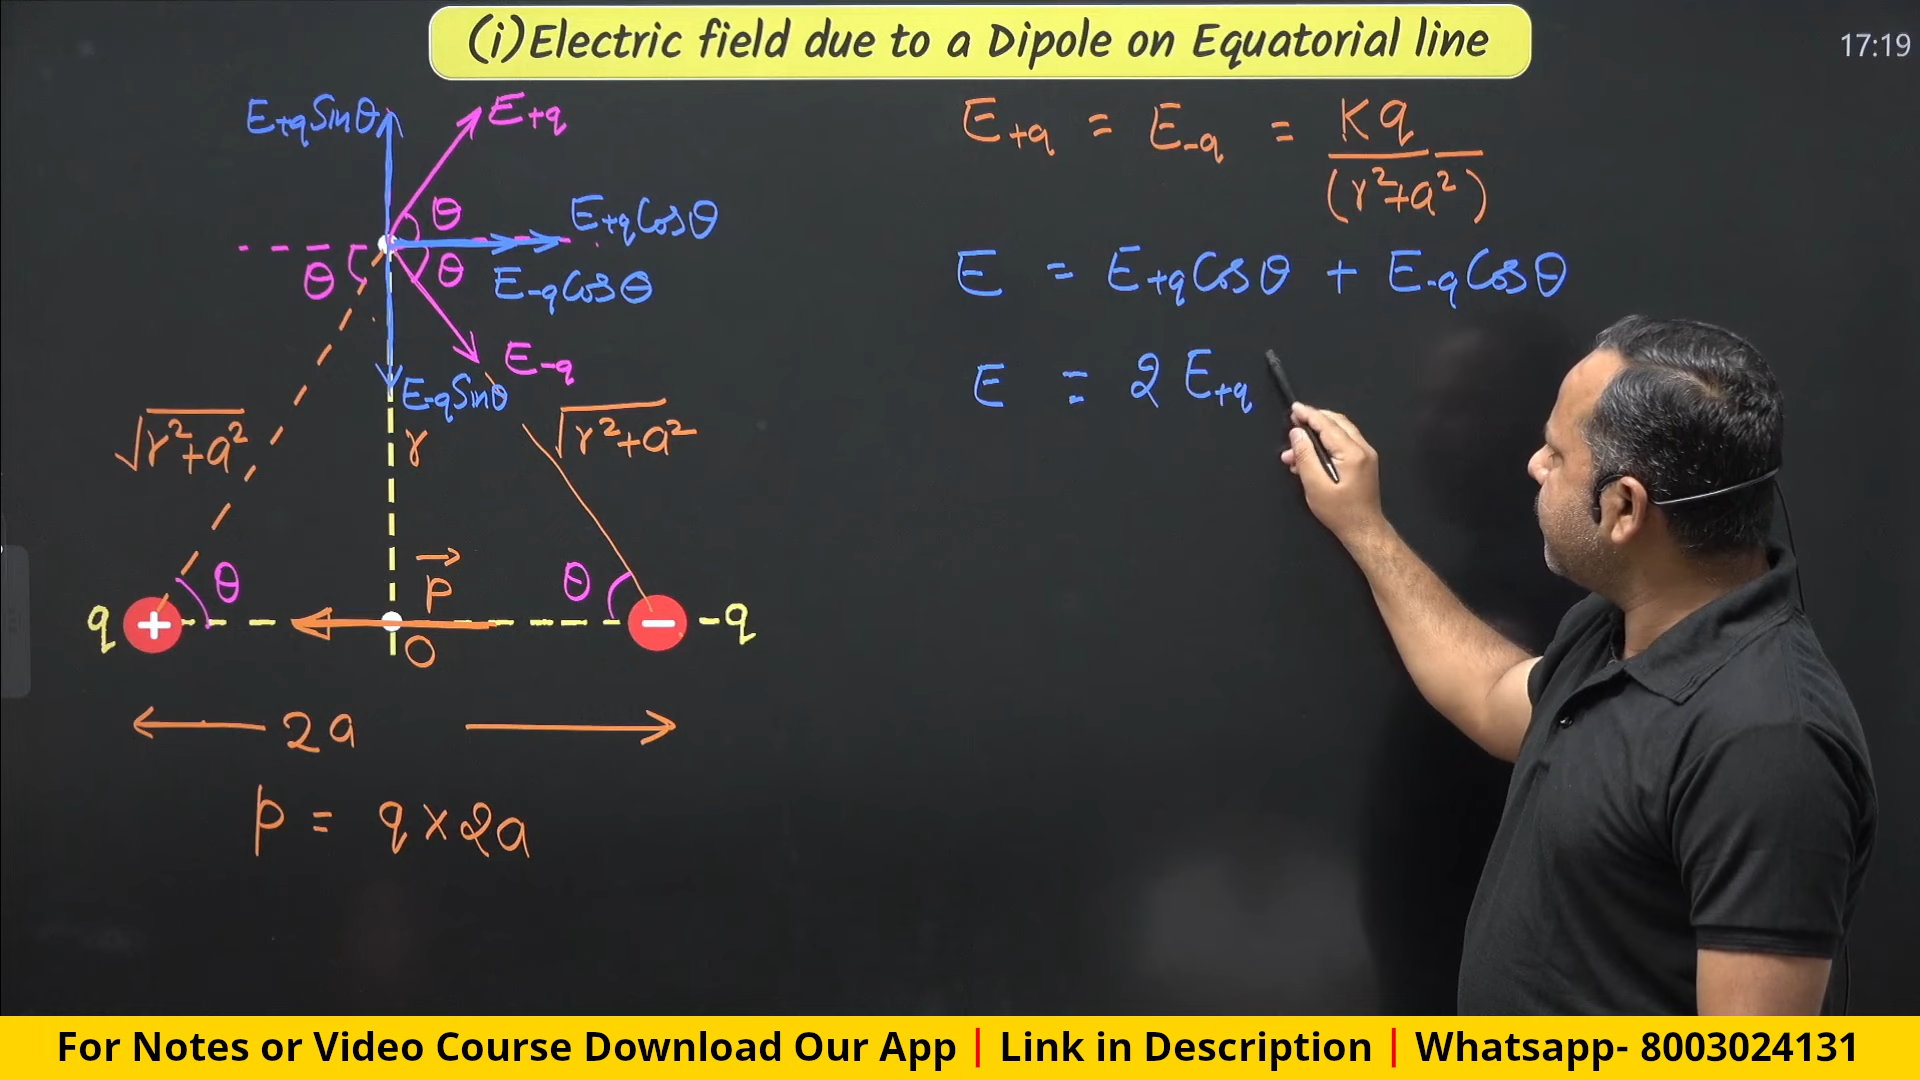 (i)Electric field due to a Dipole on Equatorial line
17:19
E+q Sinθ
E+q
θ
E+q Cosθ
θ
θ
E-q Cosθ
E-q
E-q Sinθ
√r²+a²
r
√r²+a²
p
θ
θ
q
+
O
−
-q
2a
p = q×2a
E+q = E-q = Kq
(r²+a²)
E = E+q Cosθ + E-q Cosθ
E = 2 E+q
For Notes or Video Course Download Our App | Link in Description | Whatsapp- 8003024131